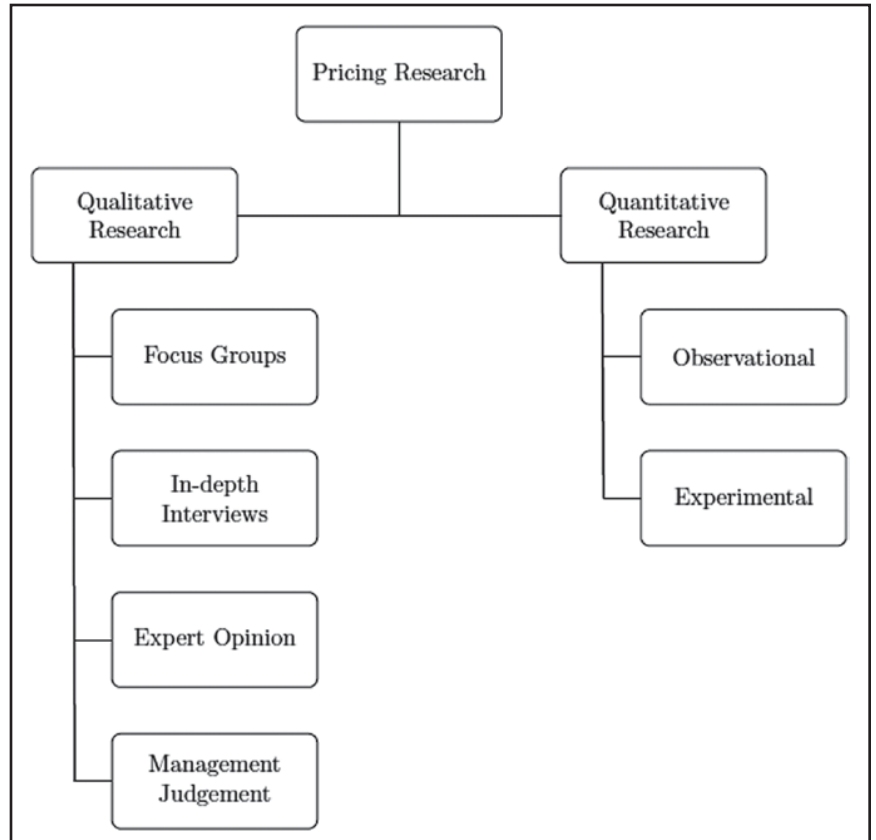 Pricing Research
Qualitative
Research
Quantitative
Research
Focus Groups
Observational
In-depth
Interviews
Experimental
Expert Opinion
Management
Judgement